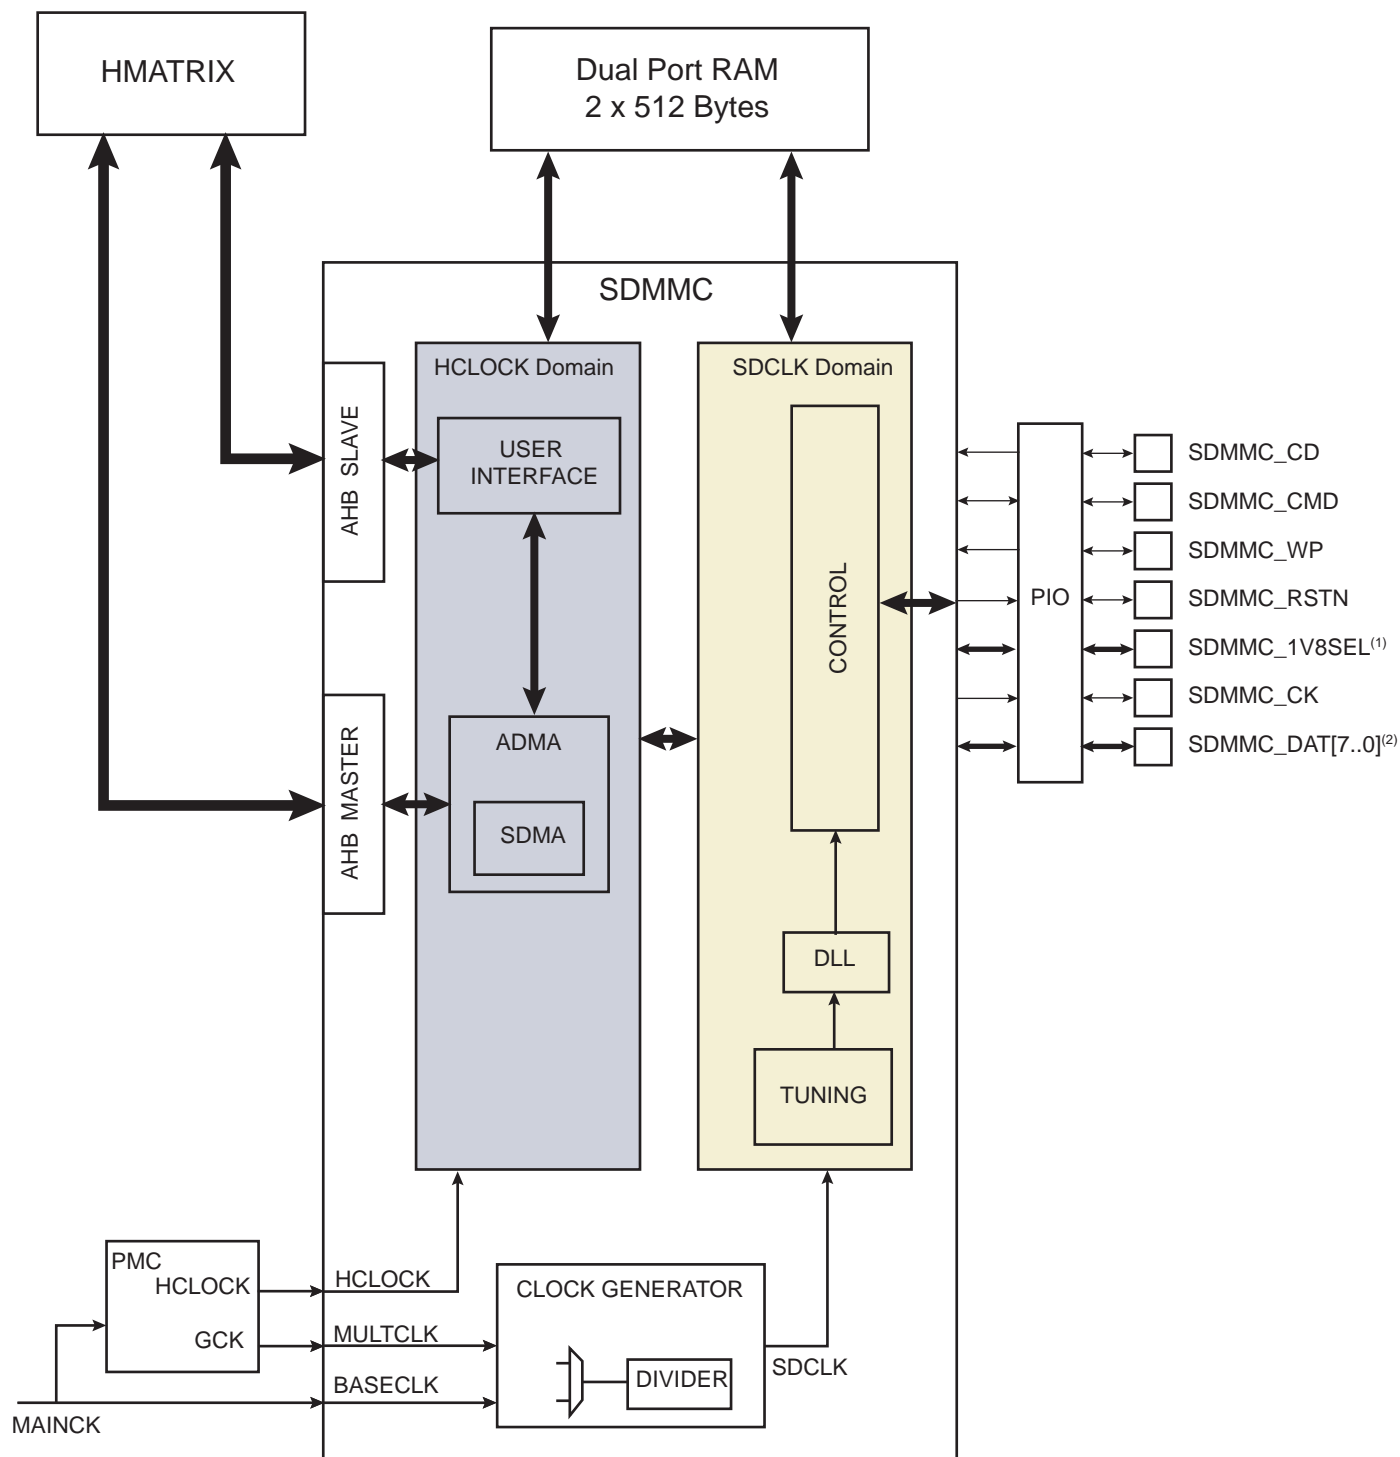 HMATRIX
Dual Port RAM
2 x 512 Bytes
SDMMC
HCLOCK Domain
SDCLK Domain
AHB SLAVE
USER
INTERFACE
CONTROL
PIO
SDMMC_CD
SDMMC_CMD
SDMMC_WP
SDMMC_RSTN
SDMMC_1V8SEL(1)
SDMMC_CK
SDMMC_DAT[7..0](2)
AHB MASTER
ADMA
SDMA
DLL
TUNING
PMC
HCLOCK
GCK
HCLOCK
MULTCLK
BASECLK
MAINCK
CLOCK GENERATOR
DIVIDER
SDCLK